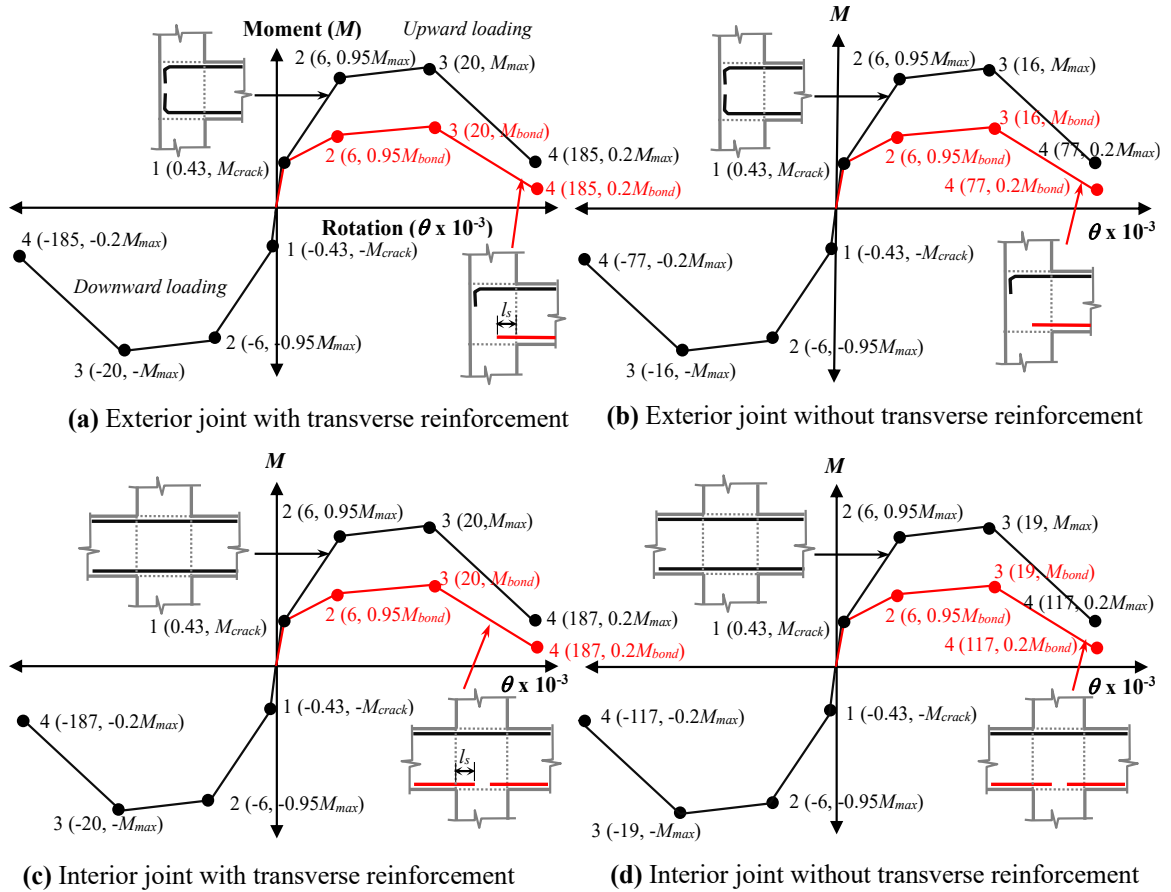 Moment (M)
Upward loading
2 (6, 0.95Mmax)
3 (20, Mmax)
3 (20, Mbond)
2 (6, 0.95Mbond)
1 (0.43, Mcrack)
4 (185, 0.2Mmax)
4 (185, 0.2Mbond)
Rotation (θ x 10-3)
4 (-185, -0.2Mmax)
1 (-0.43, -Mcrack)
Downward loading
ls
2 (-6, -0.95Mmax)
3 (-20, -Mmax)
(a) Exterior joint with transverse reinforcement
M
2 (6, 0.95Mmax)
3 (16, Mmax)
3 (16, Mbond)
2 (6, 0.95Mbond)
1 (0.43, Mcrack)
4 (77, 0.2Mmax)
4 (77, 0.2Mbond)
θ x 10-3
4 (-77, -0.2Mmax)
1 (-0.43, -Mcrack)
2 (-6, -0.95Mmax)
3 (-16, -Mmax)
(b) Exterior joint without transverse reinforcement
M
2 (6, 0.95Mmax)
3 (20,Mmax)
3 (20, Mbond)
2 (6, 0.95Mbond)
1 (0.43, Mcrack)
4 (187, 0.2Mmax)
4 (187, 0.2Mbond)
θ x 10-3
4 (-187, -0.2Mmax)
1 (-0.43, -Mcrack)
ls
2 (-6, -0.95Mmax)
3 (-20, -Mmax)
(c) Interior joint with transverse reinforcement
M
2 (6, 0.95Mmax)
3 (19, Mmax)
3 (19, Mbond)
2 (6, 0.95Mbond)
1 (0.43, Mcrack)
4 (117, 0.2Mmax)
4 (117, 0.2Mbond)
θ x 10-3
4 (-117, -0.2Mmax)
1 (-0.43, -Mcrack)
2 (-6, -0.95Mmax)
3 (-19, -Mmax)
(d) Interior joint without transverse reinforcement